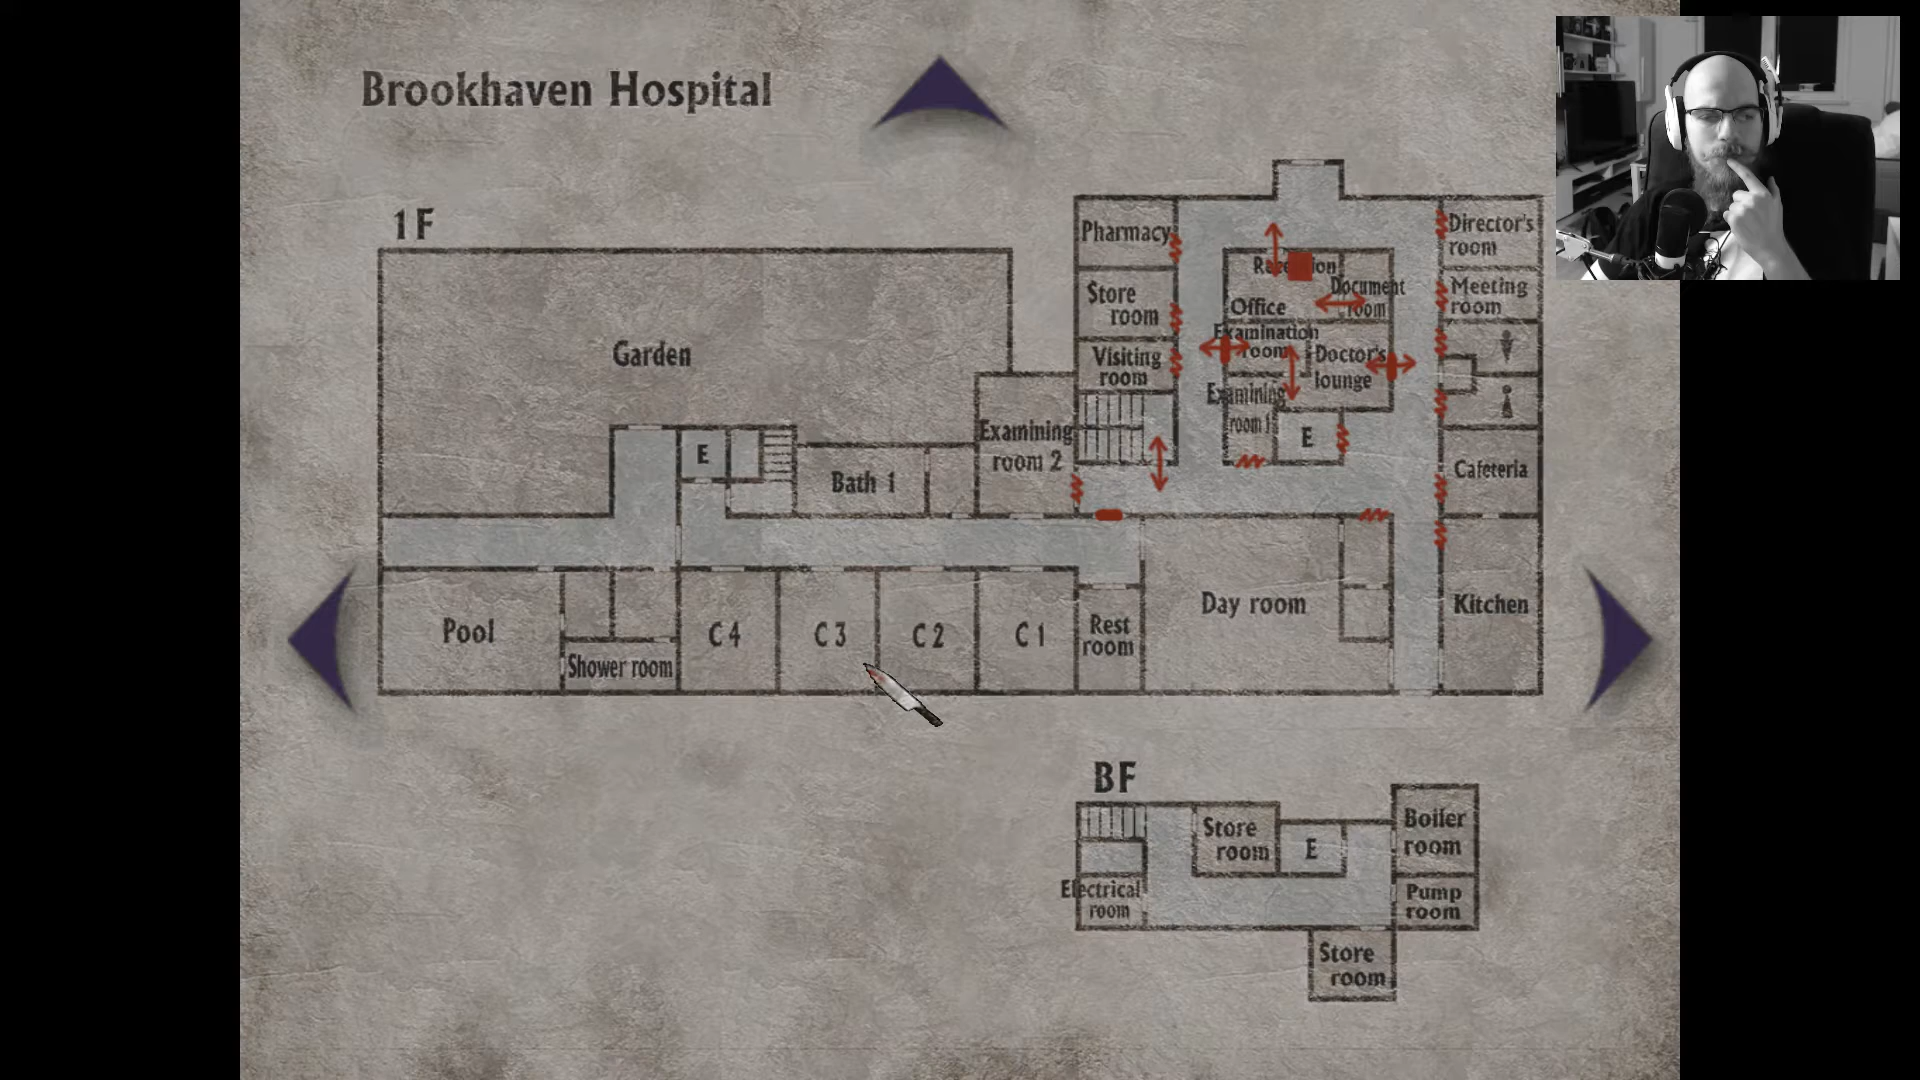 Brookhaven Hospital
1F
Garden
E
Bath 1
Examining
room 2
Pool
Shower room
C4
C3
C2
C1
Rest
room
Day room
Pharmacy
Store
room
Visiting
room
Reception
Office
Document
room
Examination
room
Doctor's
lounge
Examining
room 1
E
Director's
room
Meeting
room
Cafeteria
Kitchen
BF
Store
room
E
Boiler
room
Electrical
room
Pump
room
Store
room